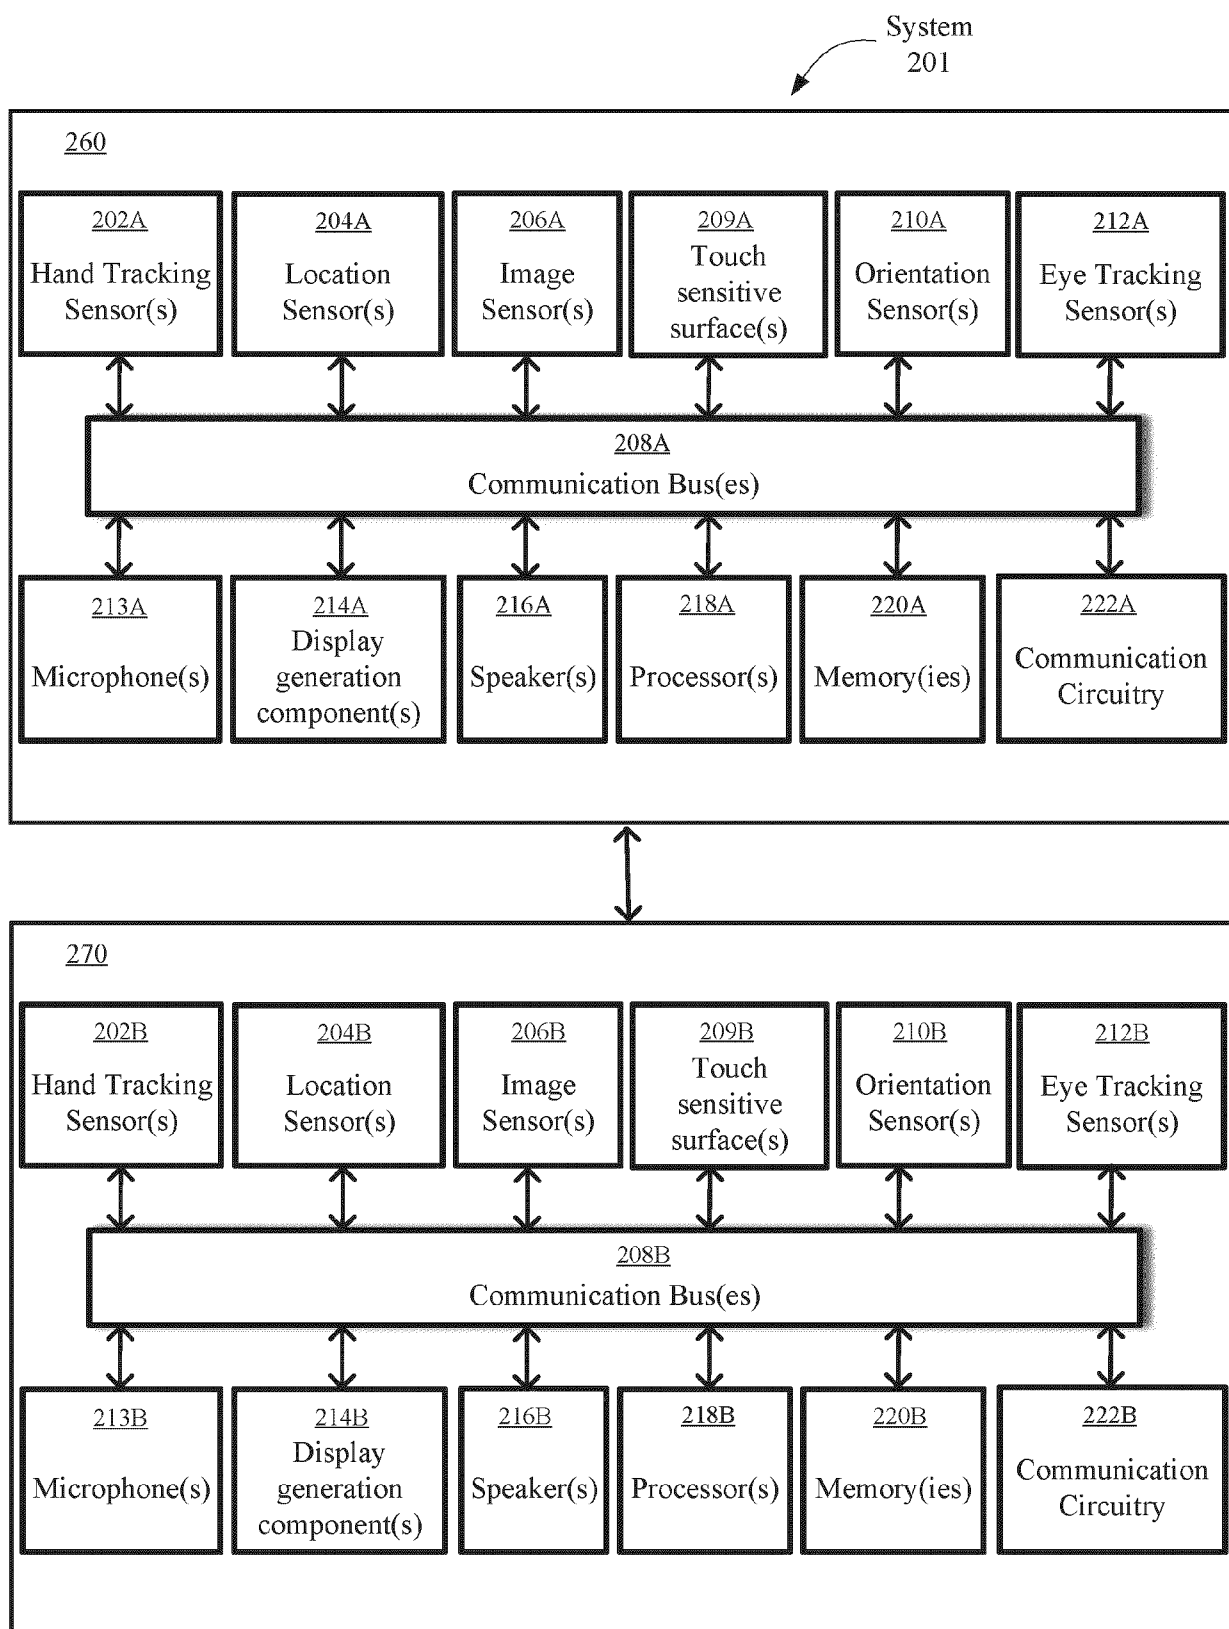 System
201
260
202A
Hand Tracking
Sensor(s)
204A
Location
Sensor(s)
206A
Image
Sensor(s)
209A
Touch
sensitive
surface(s)
210A
Orientation
Sensor(s)
212A
Eye Tracking
Sensor(s)
208A
Communication Bus(es)
213A
Microphone(s)
214A
Display
generation
component(s)
216A
Speaker(s)
218A
Processor(s)
220A
Memory(ies)
222A
Communication
Circuitry
270
202B
Hand Tracking
Sensor(s)
204B
Location
Sensor(s)
206B
Image
Sensor(s)
209B
Touch
sensitive
surface(s)
210B
Orientation
Sensor(s)
212B
Eye Tracking
Sensor(s)
208B
Communication Bus(es)
213B
Microphone(s)
214B
Display
generation
component(s)
216B
Speaker(s)
218B
Processor(s)
220B
Memory(ies)
222B
Communication
Circuitry